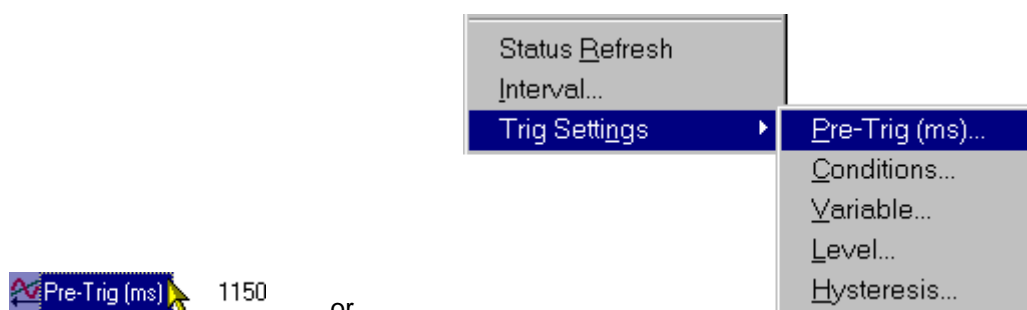 Status Refresh
Interval...
Trig Settings
Pre-Trig (ms)...
Conditions...
Variable...
Level...
Hysteresis...
Pre-Trig (ms) 1150 or